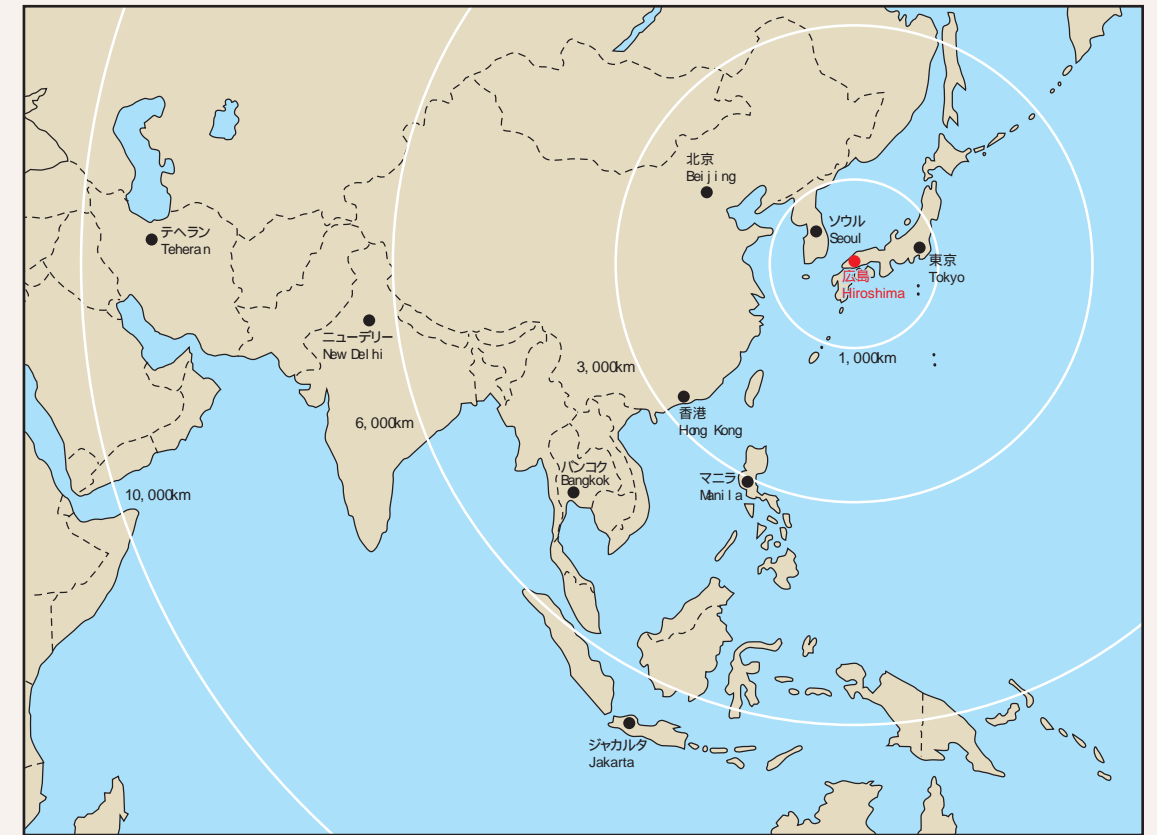 北京
Beijing
ソウル
Seoul
テヘラン
Teheran
東京
Tokyo
広島
Hiroshima
ニューデリー
New Delhi
1,000km
3,000km
香港
Hong Kong
6,000km
バンコク
Bangkok
マニラ
Manila
10,000km
ジャカルタ
Jakarta